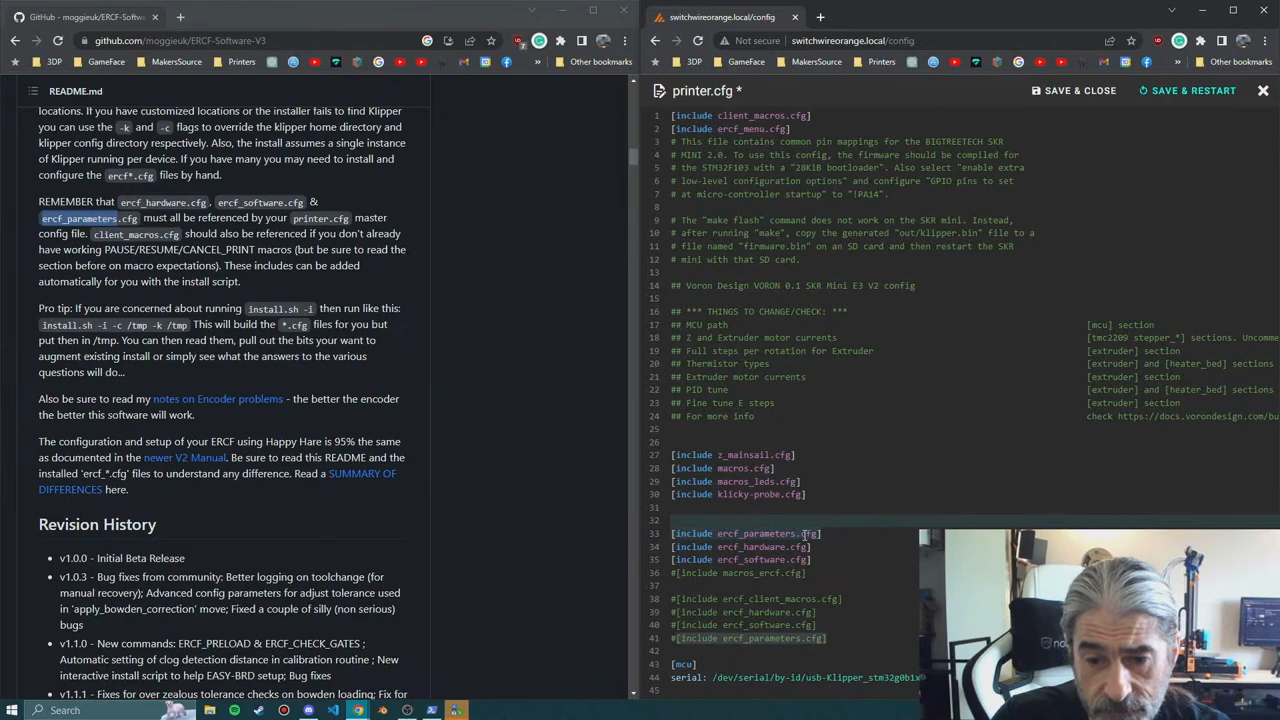 GitHub - moggieuk/ERCF-Softwa
github.com/moggieuk/ERCF-Software-V3
3DP
GameFace
MakersSource
Printers
Other bookmarks
README.md
locations. If you have customized locations or the installer fails to find Klipper
you can use the -k and -c flags to override the klipper home directory and
klipper config directory respectively. Also, the install assumes a single instance
of Klipper running per device. If you have many you may need to install and
configure the ercf*.cfg files by hand.
REMEMBER that ercf_hardware.cfg , ercf_software.cfg &
ercf_parameters.cfg must all be referenced by your printer.cfg master
config file. client_macros.cfg should also be referenced if you don't already
have working PAUSE/RESUME/CANCEL_PRINT macros (but be sure to read the
section before on macro expectations). These includes can be added
automatically for you with the install script.
Pro tip: If you are concerned about running install.sh -i then run like this:
install.sh -i -c /tmp -k /tmp This will build the *.cfg files for you but
put then in /tmp. You can then read them, pull out the bits your want to
augment existing install or simply see what the answers to the various
questions will do...
Also be sure to read my notes on Encoder problems - the better the encoder
the better this software will work.
The configuration and setup of your ERCF using Happy Hare is 95% the same
as documented in the newer V2 Manual. Be sure to read this README and the
installed 'ercf_*.cfg' files to understand any difference. Read a SUMMARY OF
DIFFERENCES here.
Revision History
v1.0.0 - Initial Beta Release
v1.0.3 - Bug fixes from community: Better logging on toolchange (for
manual recovery); Advanced config parameters for adjust tolerance used
in 'apply_bowden_correction' move; Fixed a couple of silly (non serious)
bugs
v1.1.0 - New commands: ERCF_PRELOAD & ERCF_CHECK_GATES ;
Automatic setting of clog detection distance in calibration routine ; New
interactive install script to help EASY-BRD setup; Bug fixes
v1.1.1 - Fixes for over zealous tolerance checks on bowden loading; Fix for
Search
switchwireorange.local/config
Not secure
switchwireorange.local/config
3DP
GameFace
MakersSource
Printers
Other bookmarks
printer.cfg *
SAVE & CLOSE
SAVE & RESTART
1 [include client_macros.cfg]
2 [include ercf_menu.cfg]
3 # This file contains common pin mappings for the BIGTREETECH SKR
4 # MINI 2.0. To use this config, the firmware should be compiled for
5 # the STM32F103 with a "28KiB bootloader". Also select "enable extra
6 # low-level configuration options" and configure "GPIO pins to set
7 # at micro-controller startup" to "!PA14".
8
9 # The "make flash" command does not work on the SKR mini. Instead,
10 # after running "make", copy the generated "out/klipper.bin" file to a
11 # file named "firmware.bin" on an SD card and then restart the SKR
12 # mini with that SD card.
13
14 ## Voron Design VORON 0.1 SKR Mini E3 V2 config
15
16 ## *** THINGS TO CHANGE/CHECK: ***
17 ## MCU path [mcu] section
18 ## Z and Extruder motor currents [tmc2209 stepper_*] sections. Uncomme
19 ## Full steps per rotation for Extruder [extruder] section
20 ## Thermistor types [extruder] and [heater_bed] sections
21 ## Extruder motor currents [extruder] section
22 ## PID tune [extruder] and [heater_bed] sections
23 ## Fine tune E steps [extruder] section
24 ## For more info check https://docs.vorondesign.com/bu
25
26
27 [include z_mainsail.cfg]
28 [include macros.cfg]
29 [include macros_leds.cfg]
30 [include klicky-probe.cfg]
31
32
33 [include ercf_parameters.cfg]
34 [include ercf_hardware.cfg]
35 [include ercf_software.cfg]
36 #[include macros_ercf.cfg]
37
38 #[include ercf_client_macros.cfg]
39 #[include ercf_hardware.cfg]
40 #[include ercf_software.cfg]
41 #[include ercf_parameters.cfg]
42
43 [mcu]
44 serial: /dev/serial/by-id/usb-Klipper_stm32g0b1x
45